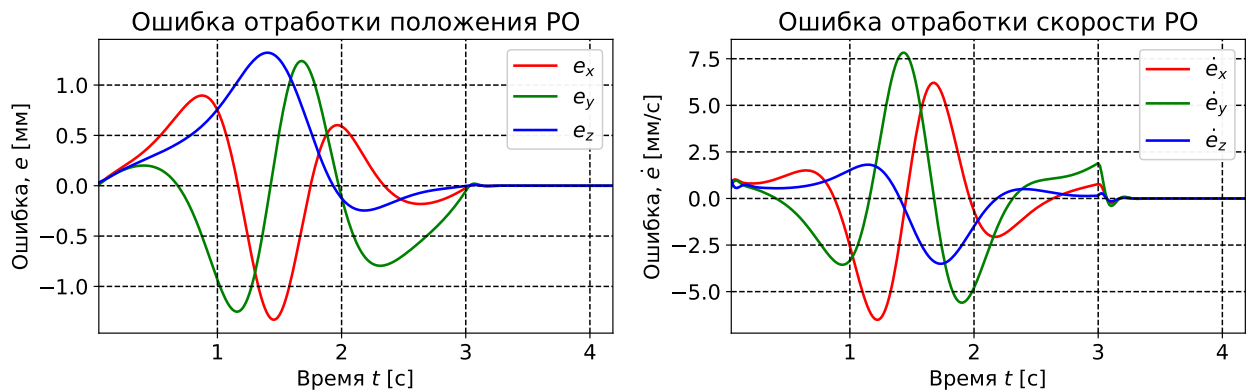 Ошибка отработки положения РО
Ошибка, e [мм]
1.0
0.5
0.0
−0.5
−1.0
e_x
e_y
e_z
1 2 3 4
Время t [с]
Ошибка отработки скорости РО
Ошибка, ė [мм/с]
7.5
5.0
2.5
0.0
−2.5
−5.0
ė_x
ė_y
ė_z
1 2 3 4
Время t [с]